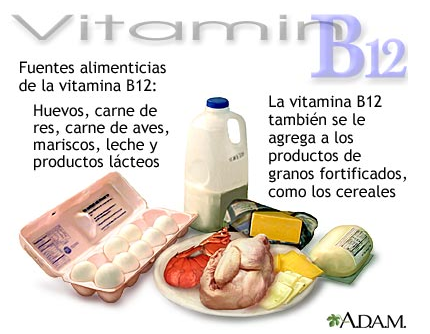 Vitamin
B12
Fuentes alimenticias
de la vitamina B12:
Huevos, carne de
res, carne de aves,
mariscos, leche y
productos lácteos
La vitamina B12
también se le
agrega a los
productos de
granos fortificados,
como los cereales
ADAM.